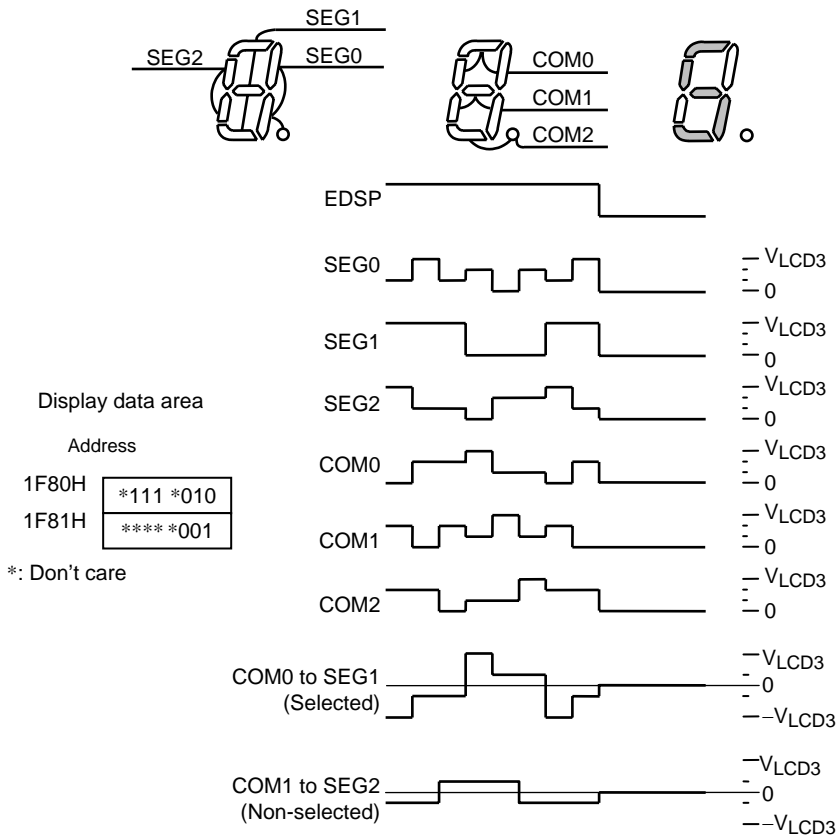 SEG1
SEG2
SEG0
COM0
COM1
COM2
EDSP
SEG0
VLCD3
0
SEG1
VLCD3
0
SEG2
VLCD3
0
Display data area
Address
1F80H
*111 *010
1F81H
**** *001
*: Don't care
COM0
VLCD3
0
COM1
VLCD3
0
COM2
VLCD3
0
COM0 to SEG1
(Selected)
VLCD3
0
−VLCD3
COM1 to SEG2
(Non-selected)
VLCD3
0
−VLCD3